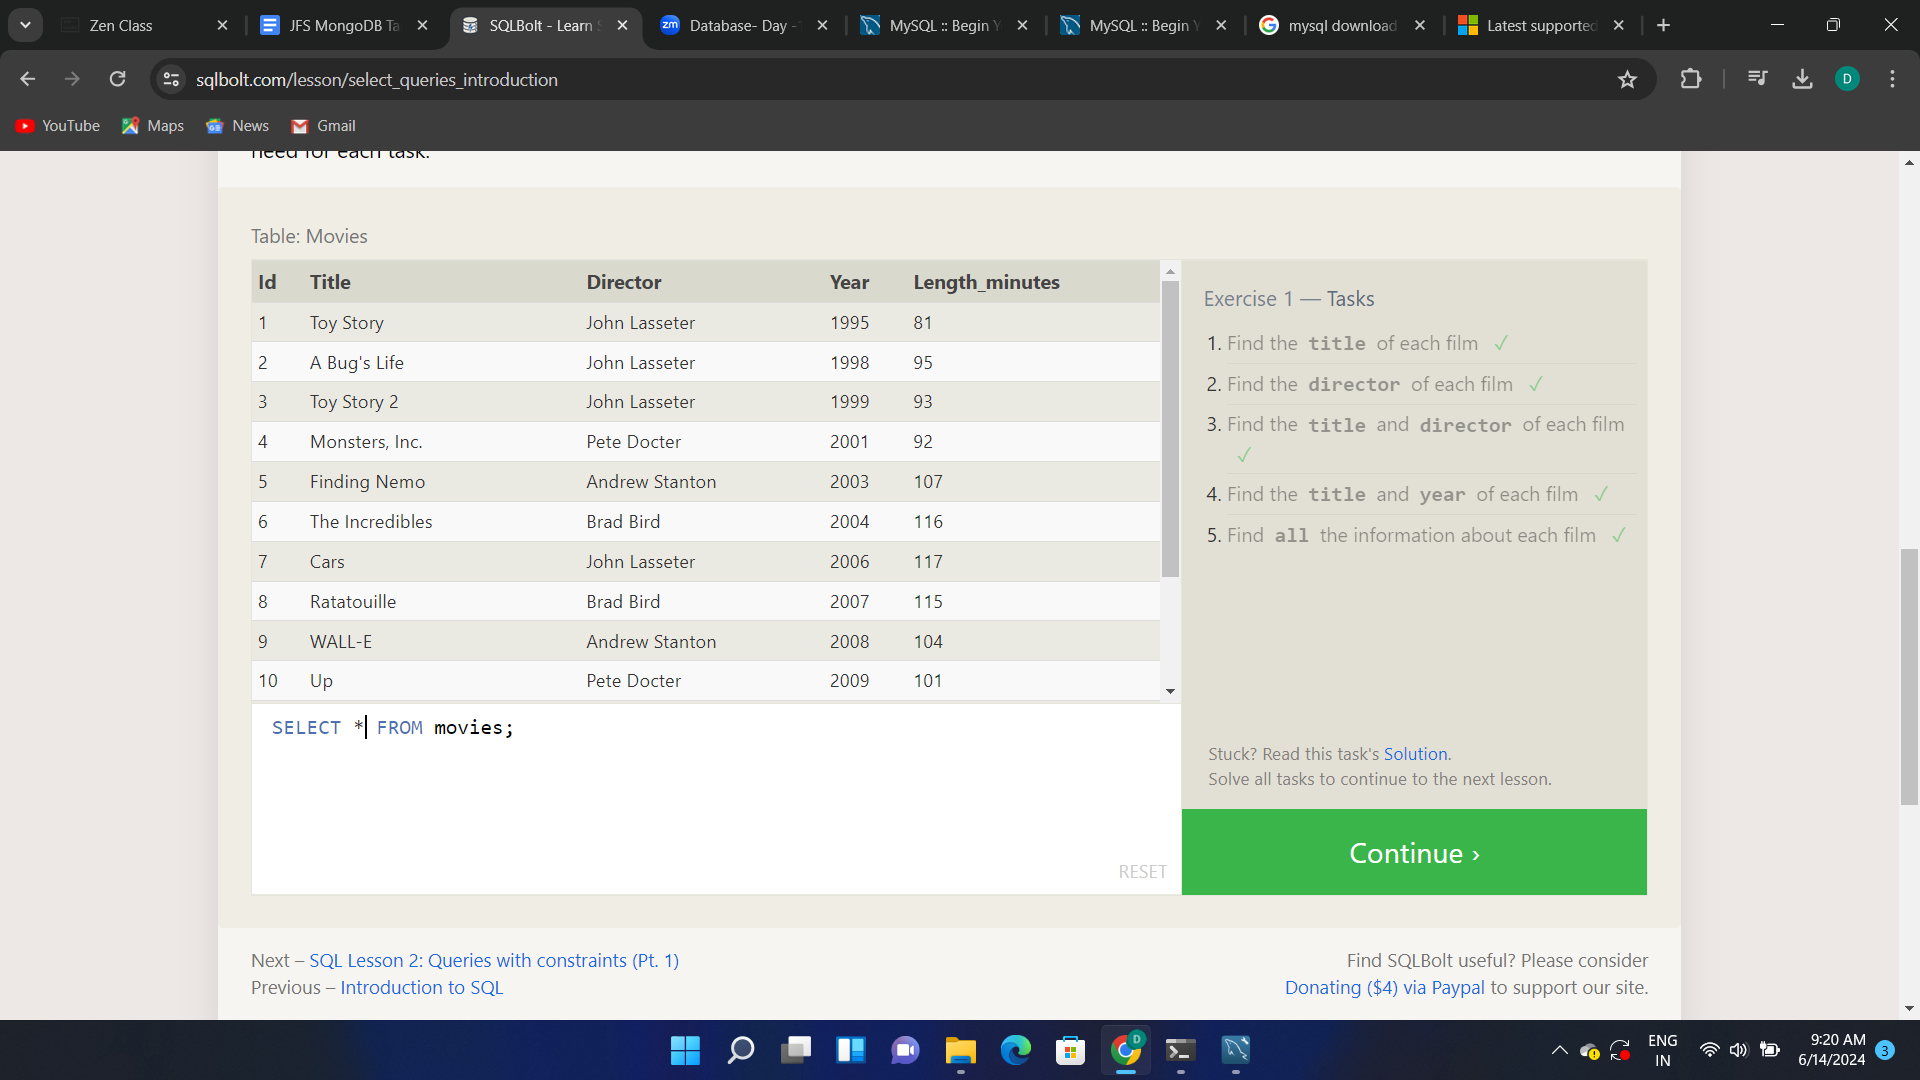 Zen Class
JFS MongoDB Ta
SQLBolt - Learn S
zm
Database- Day -
MySQL :: Begin Y
MySQL :: Begin Y
mysql download
Latest supported
sqlbolt.com/lesson/select_queries_introduction
D
YouTube
Maps
News
Gmail
need for each task.
Table: Movies
Id Title Director Year Length_minutes
1 Toy Story John Lasseter 1995 81
2 A Bug's Life John Lasseter 1998 95
3 Toy Story 2 John Lasseter 1999 93
4 Monsters, Inc. Pete Docter 2001 92
5 Finding Nemo Andrew Stanton 2003 107
6 The Incredibles Brad Bird 2004 116
7 Cars John Lasseter 2006 117
8 Ratatouille Brad Bird 2007 115
9 WALL-E Andrew Stanton 2008 104
10 Up Pete Docter 2009 101
SELECT * FROM movies;
RESET
Exercise 1 — Tasks
1. Find the title of each film ✓
2. Find the director of each film ✓
3. Find the title and director of each film
✓
4. Find the title and year of each film ✓
5. Find all the information about each film ✓
Stuck? Read this task's Solution.
Solve all tasks to continue to the next lesson.
Continue ›
Next – SQL Lesson 2: Queries with constraints (Pt. 1)
Previous – Introduction to SQL
Find SQLBolt useful? Please consider
Donating ($4) via Paypal to support our site.
D
ENG
IN
9:20 AM
6/14/2024
3